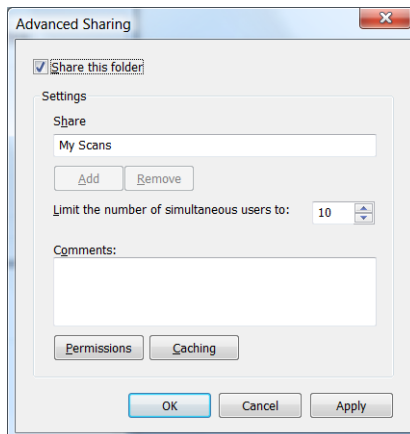 Advanced Sharing
Share this folder
Settings
Share
My Scans
Add Remove
Limit the number of simultaneous users to: 10
Comments:
Permissions Caching
OK Cancel Apply